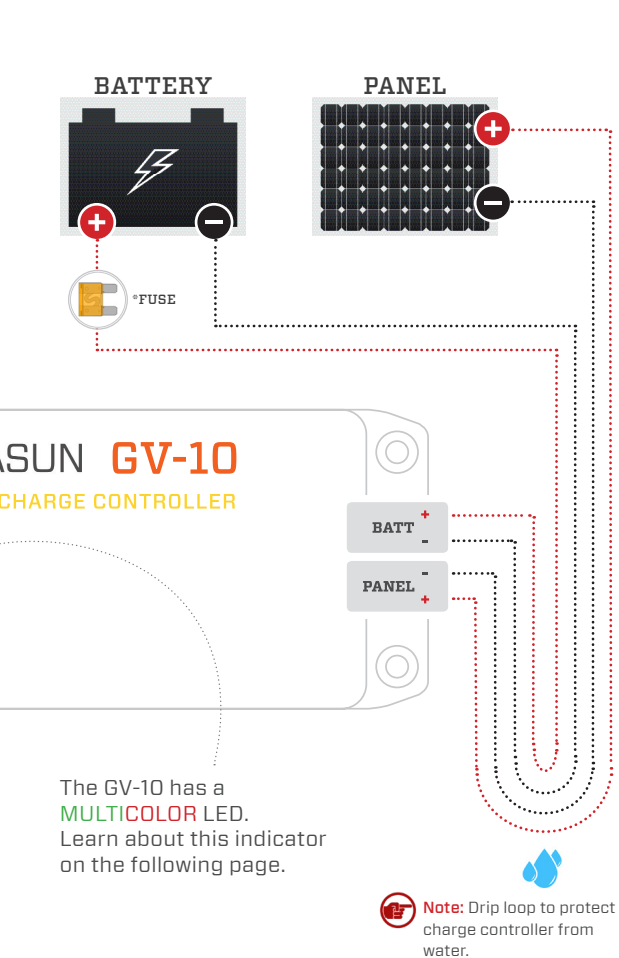 BATTERY
PANEL
+
−
+
−
*FUSE
ASUN GV-10
CHARGE CONTROLLER
BATT + -
PANEL - +
The GV-10 has a
MULTICOLOR LED.
Learn about this indicator
on the following page.
Note: Drip loop to protect
charge controller from
water.